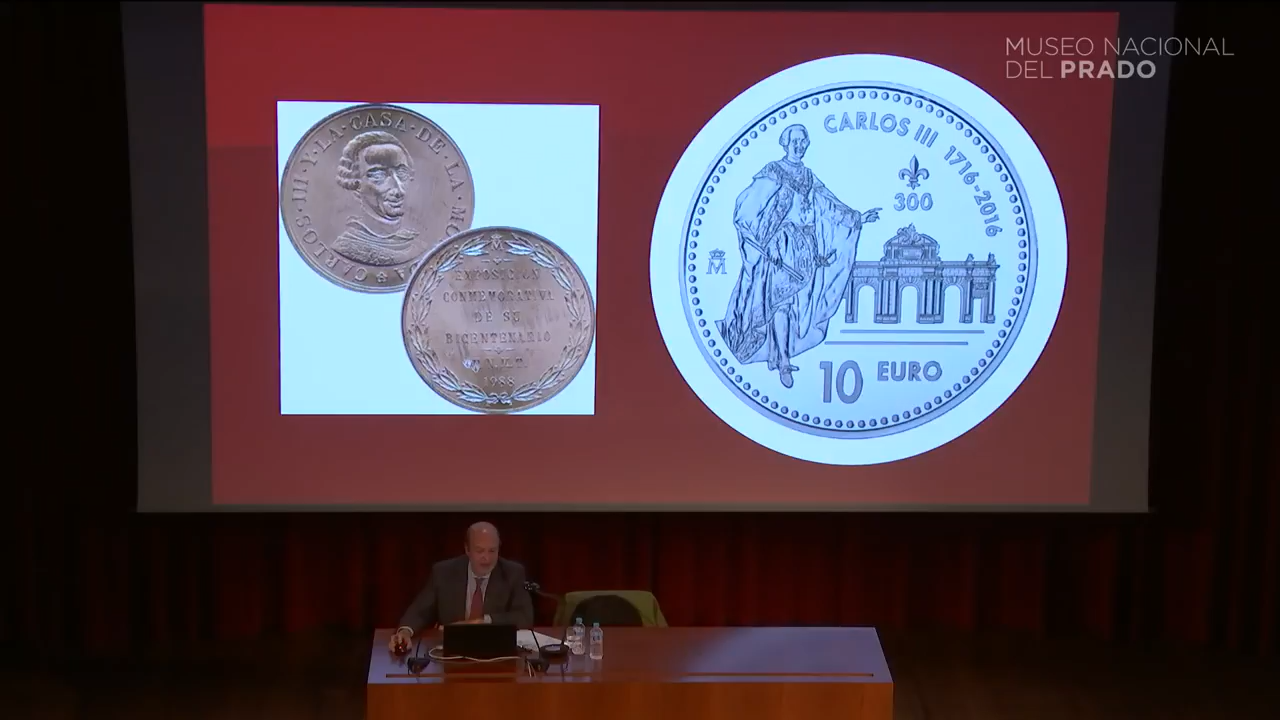 MUSEO NACIONAL
DEL PRADO
CARLOS·III·Y·LA·CASA·DE·LA·MONEDA
EXPOSICION
CONMEMORATIVA
DE SU
BICENTENARIO
1988
CARLOS III 1716-2016
300
10 EURO